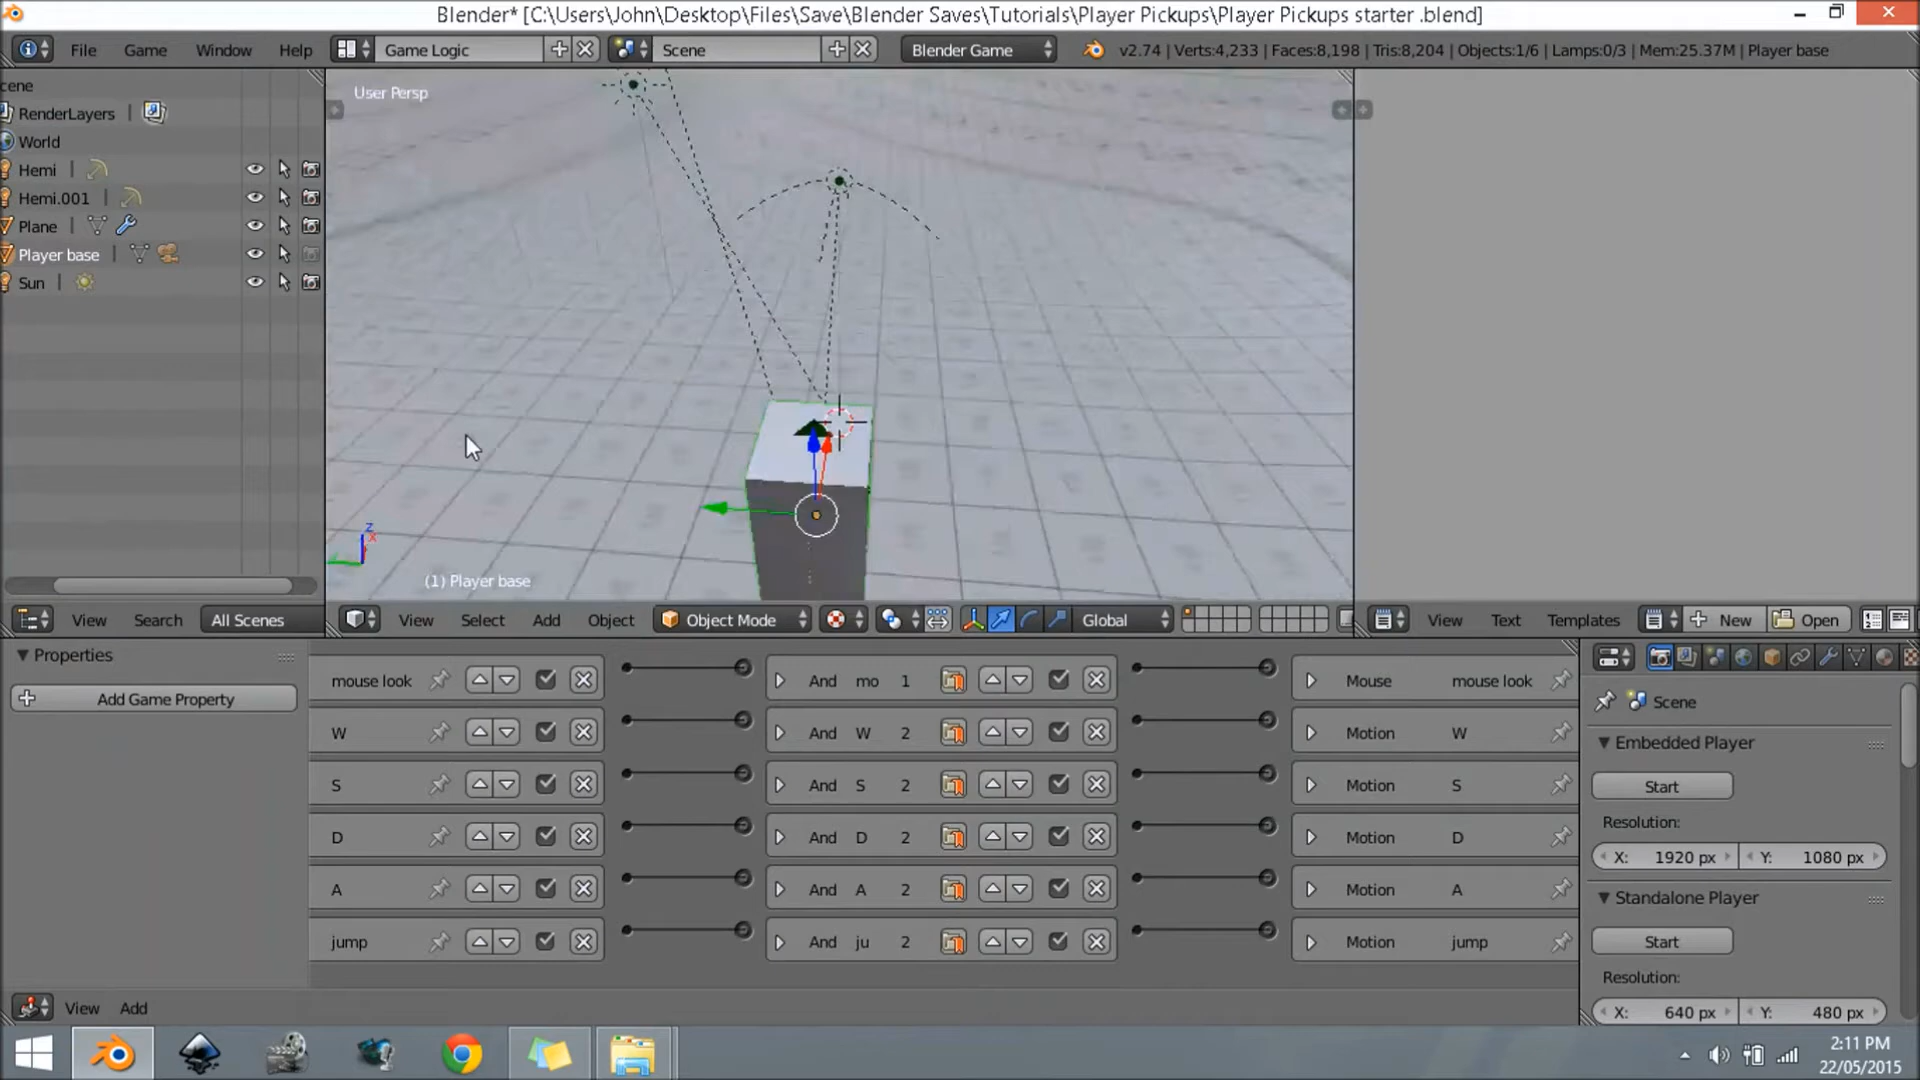 Blender* [C:\Users\John\Desktop\Files\Save\Blender Saves\Tutorials\Player Pickups\Player Pickups starter .blend]
File Game Window Help Game Logic Scene Blender Game v2.74 | Verts:4,233 | Faces:8,198 | Tris:8,204 | Objects:1/6 | Lamps:0/3 | Mem:25.37M | Player base
cene
RenderLayers |
World
Hemi |
Hemi.001 |
Plane |
Player base |
Sun |
User Persp
z
x
(1) Player base
View Search All Scenes
View Select Add Object Object Mode Global
View Text Templates New Open
Properties
Add Game Property
mouse look And mo 1 Mouse mouse look
W And W 2 Motion W
S And S 2 Motion S
D And D 2 Motion D
A And A 2 Motion A
jump And ju 2 Motion jump
Scene
Embedded Player
Start
Resolution:
X: 1920 px Y: 1080 px
Standalone Player
Start
Resolution:
X: 640 px Y: 480 px
View Add
2:11 PM
22/05/2015